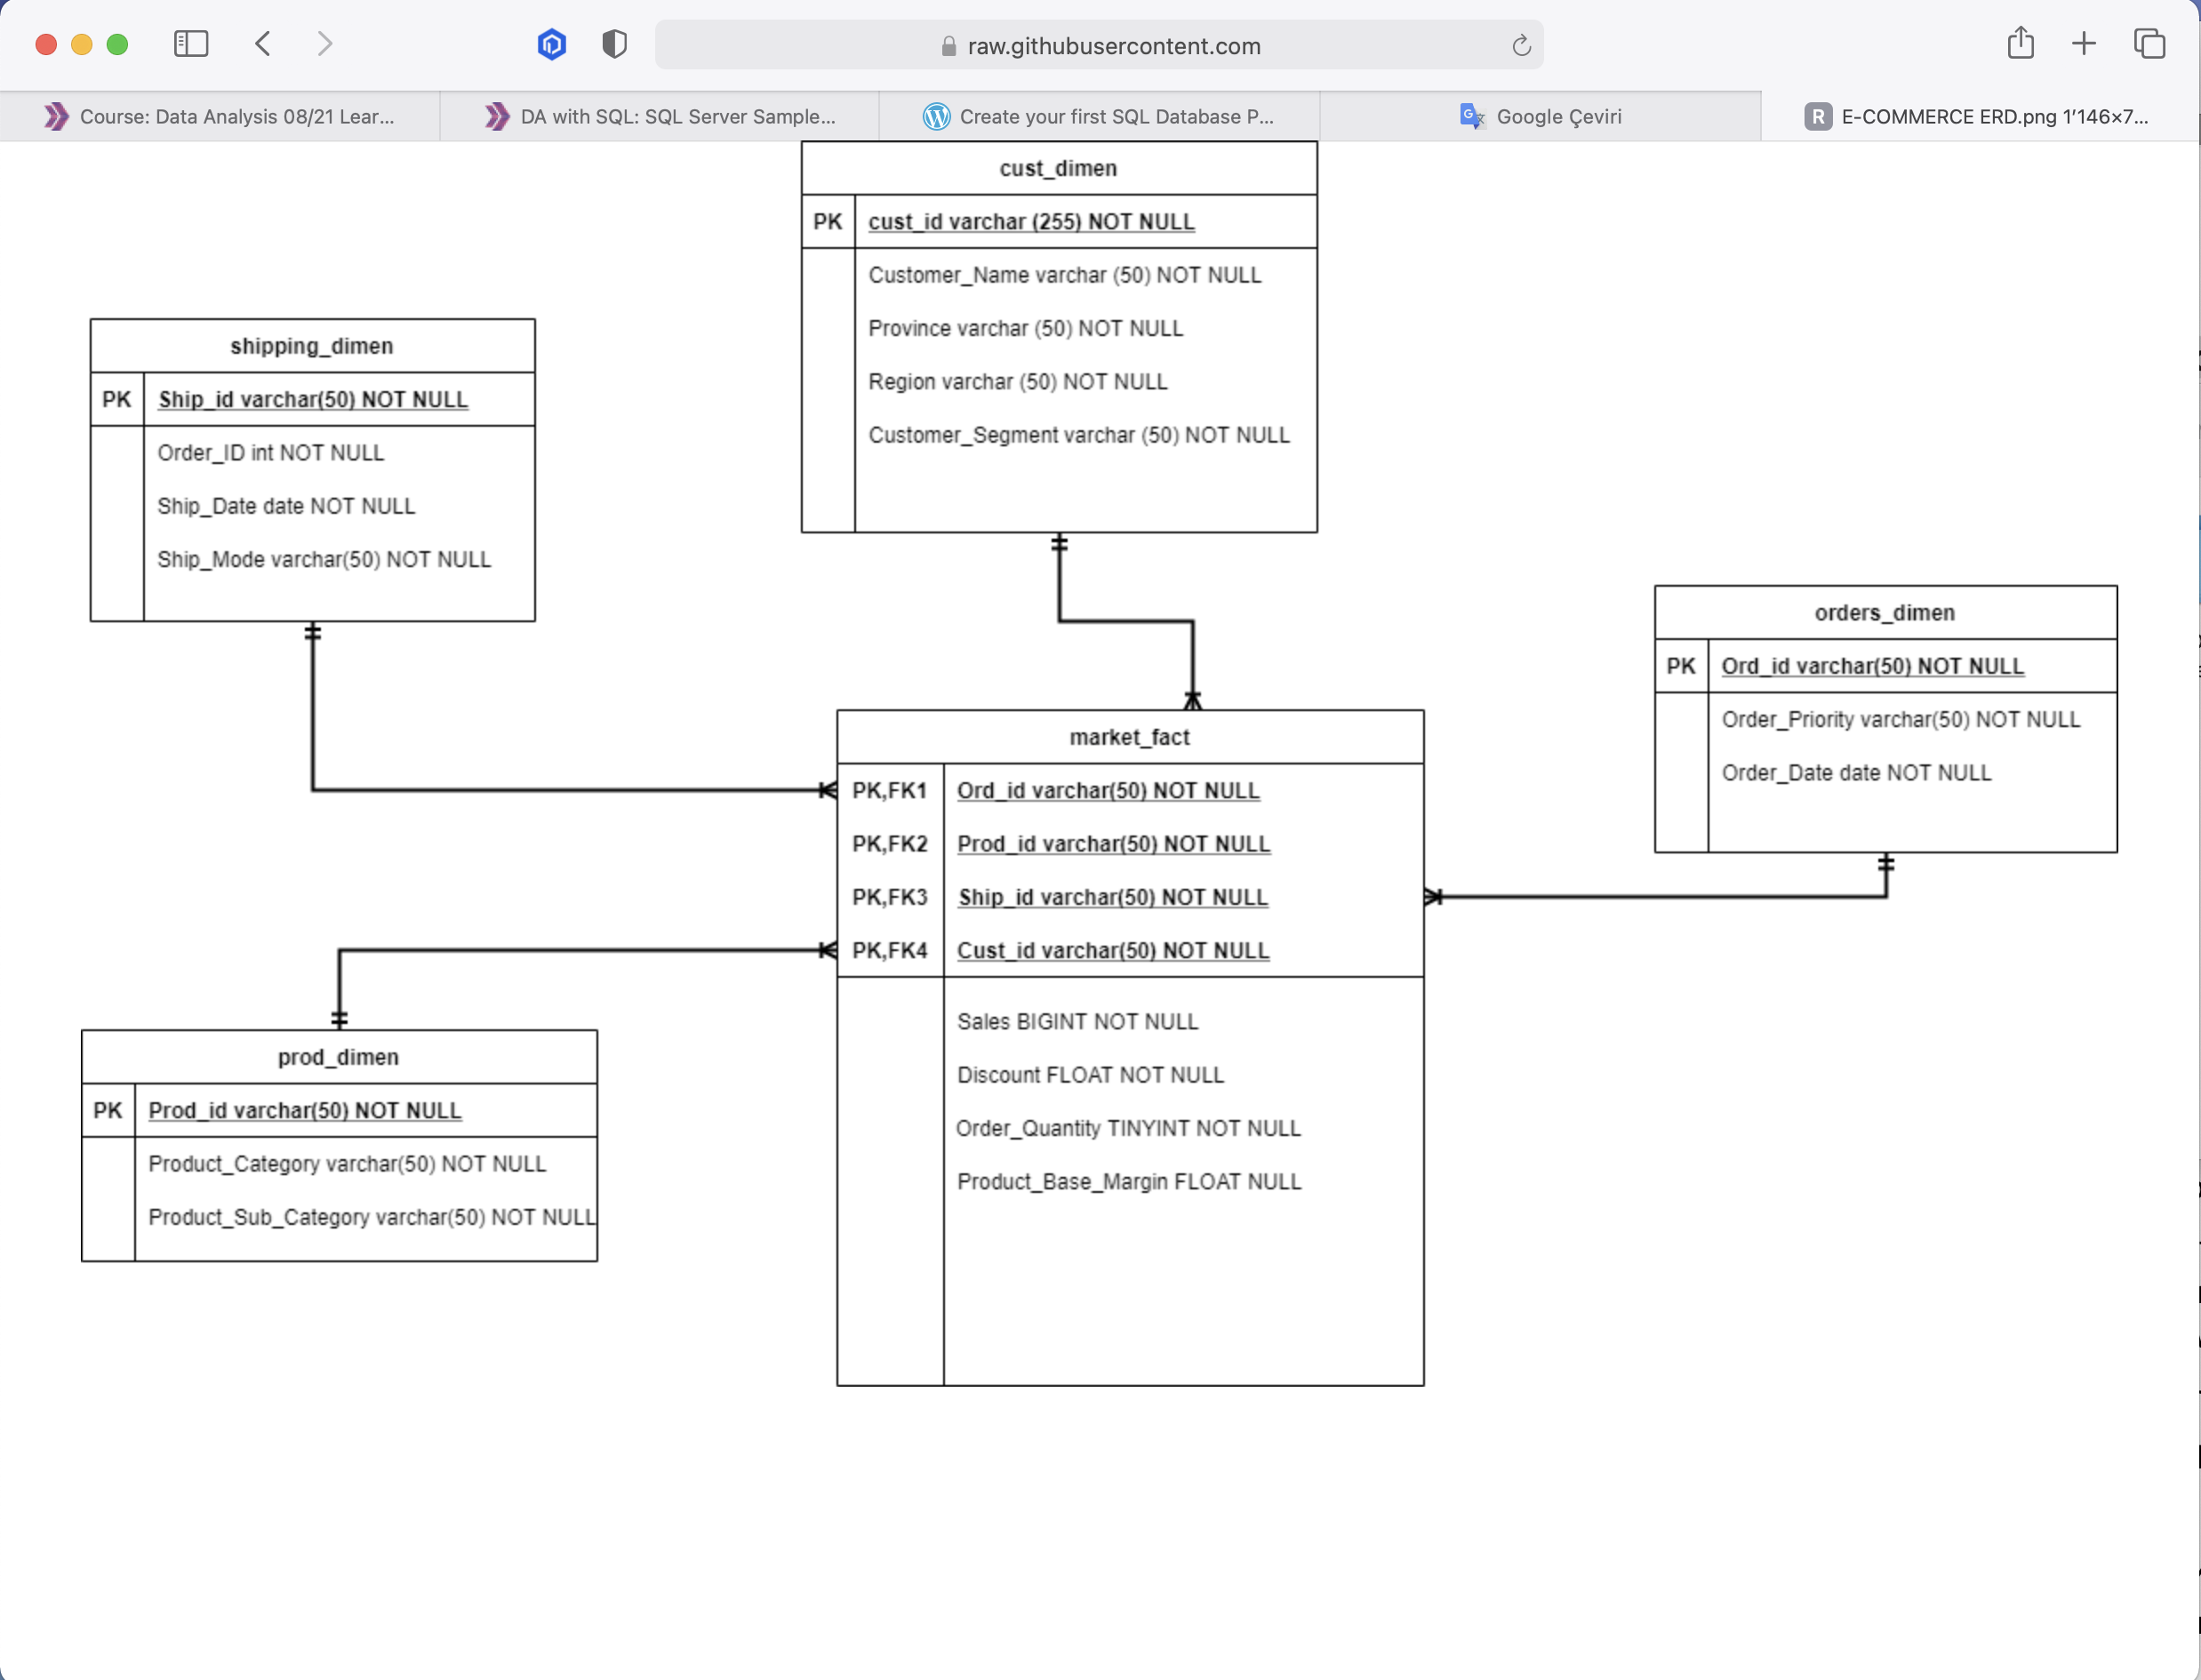 raw.githubusercontent.com
Course: Data Analysis 08/21 Lear...
DA with SQL: SQL Server Sample...
Create your first SQL Database P...
Google Çeviri
R E-COMMERCE ERD.png 1’146×7...
cust_dimen
PK cust_id varchar (255) NOT NULL
Customer_Name varchar (50) NOT NULL
Province varchar (50) NOT NULL
Region varchar (50) NOT NULL
Customer_Segment varchar (50) NOT NULL
shipping_dimen
PK Ship_id varchar(50) NOT NULL
Order_ID int NOT NULL
Ship_Date date NOT NULL
Ship_Mode varchar(50) NOT NULL
orders_dimen
PK Ord_id varchar(50) NOT NULL
Order_Priority varchar(50) NOT NULL
Order_Date date NOT NULL
market_fact
PK,FK1 Ord_id varchar(50) NOT NULL
PK,FK2 Prod_id varchar(50) NOT NULL
PK,FK3 Ship_id varchar(50) NOT NULL
PK,FK4 Cust_id varchar(50) NOT NULL
Sales BIGINT NOT NULL
Discount FLOAT NOT NULL
Order_Quantity TINYINT NOT NULL
Product_Base_Margin FLOAT NULL
prod_dimen
PK Prod_id varchar(50) NOT NULL
Product_Category varchar(50) NOT NULL
Product_Sub_Category varchar(50) NOT NULL